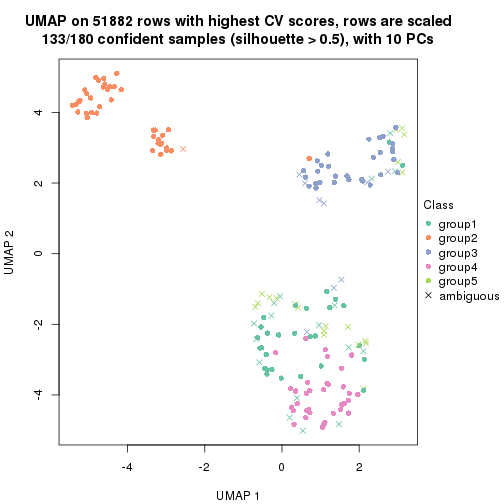 UMAP on 51882 rows with highest CV scores, rows are scaled
133/180 confident samples (silhouette > 0.5), with 10 PCs
4
2
0
-2
-4
UMAP 2
-4
-2
0
2
UMAP 1
Class
group1
group2
group3
group4
group5
ambiguous